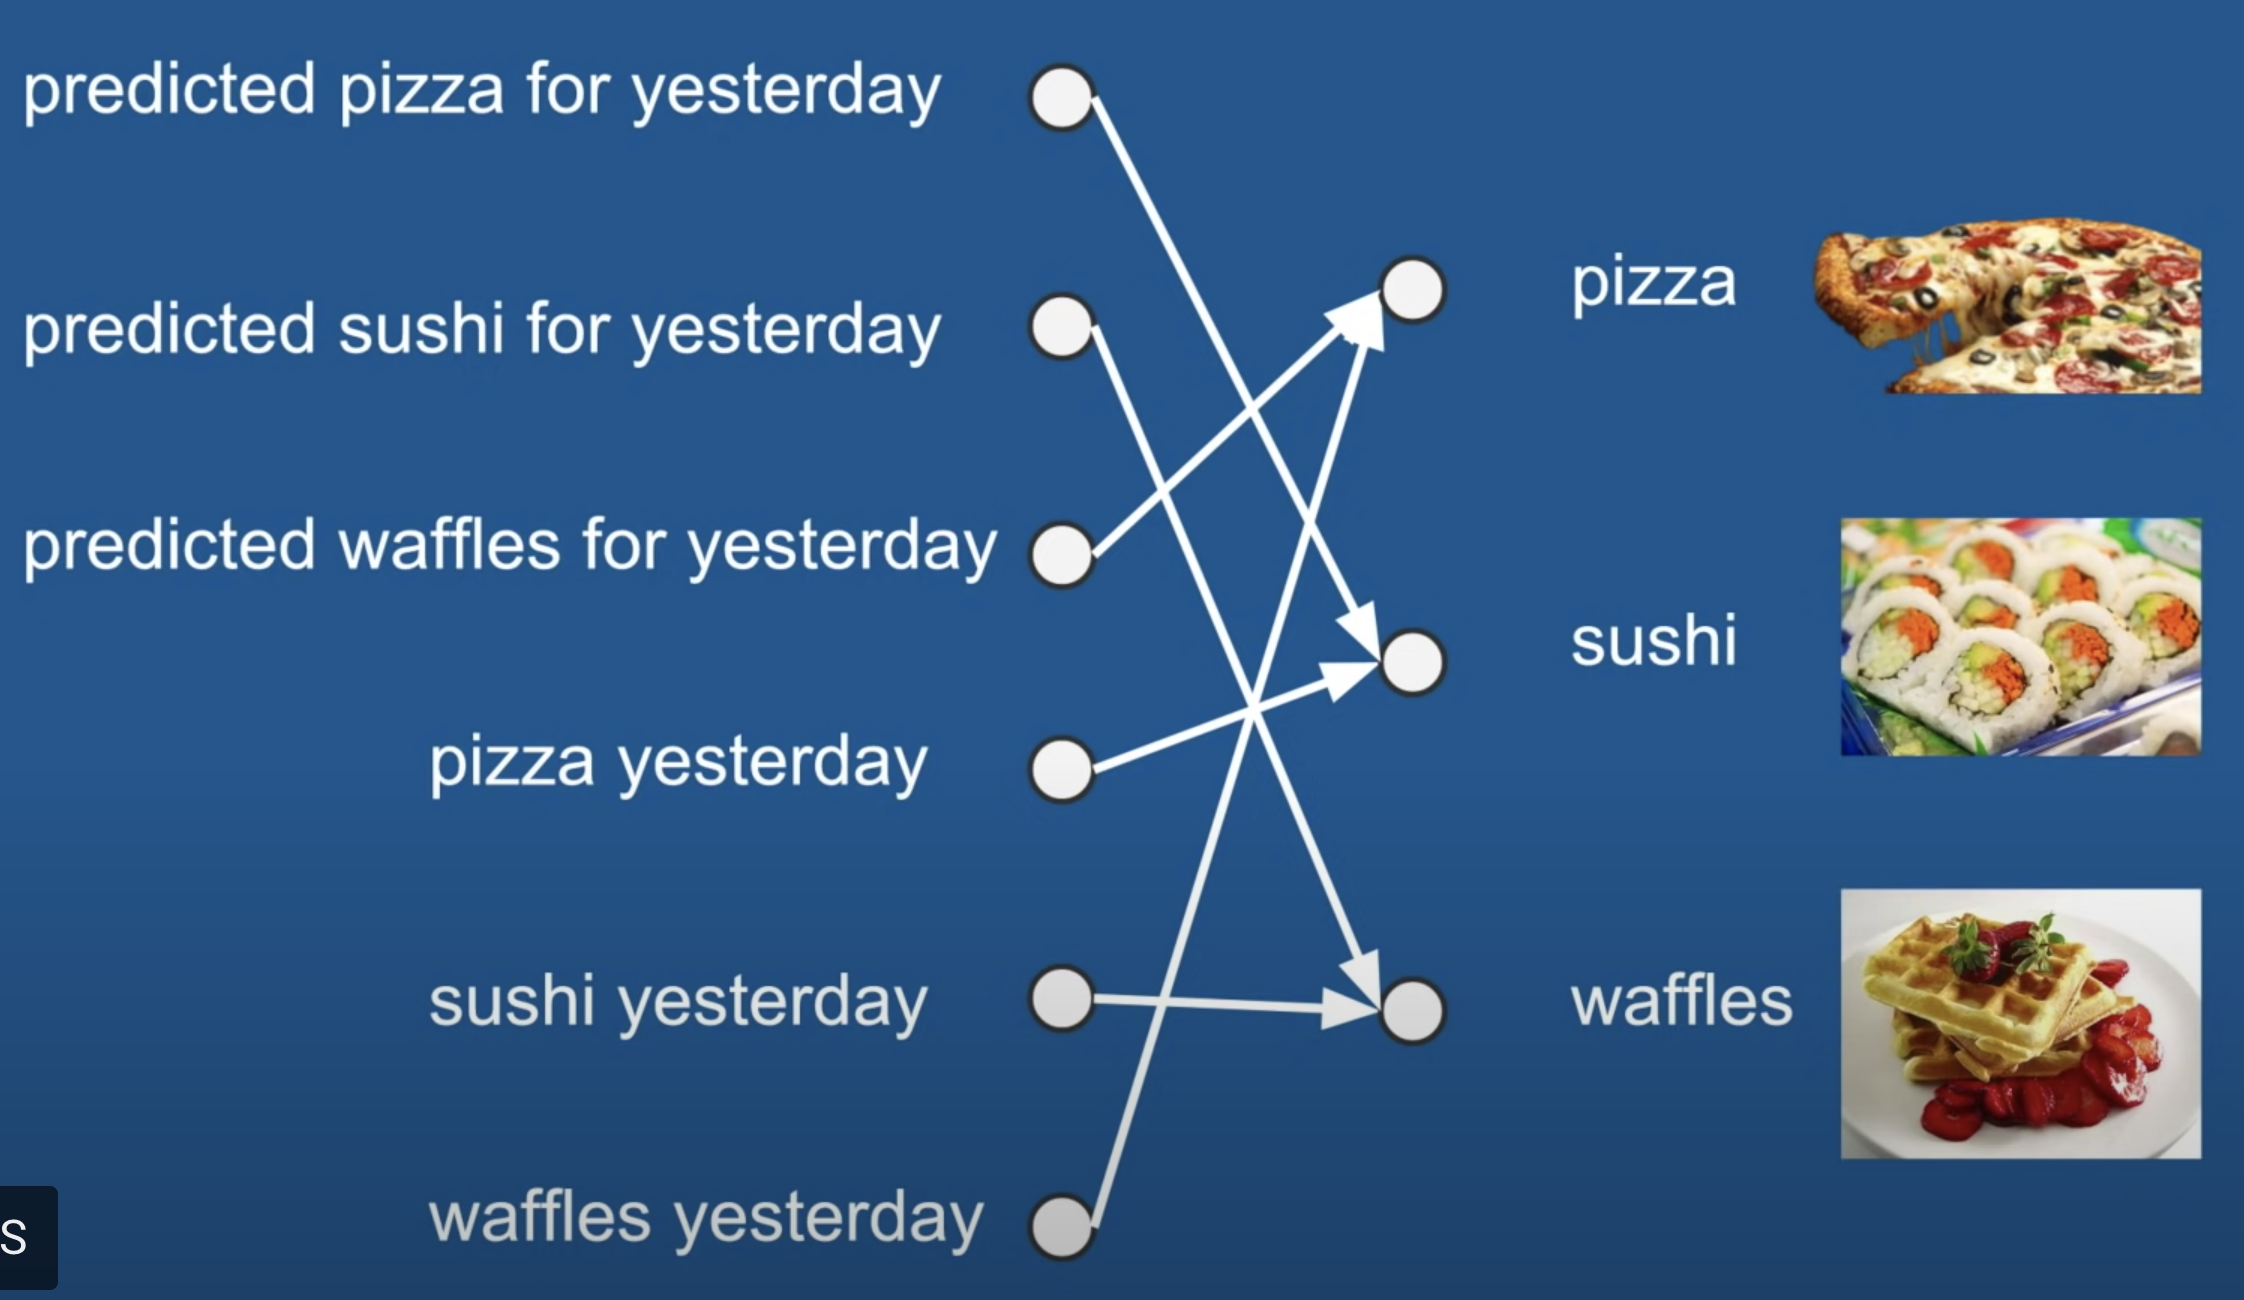 predicted pizza for yesterday
predicted sushi for yesterday
predicted waffles for yesterday
pizza yesterday
sushi yesterday
waffles yesterday
pizza
sushi
waffles
S